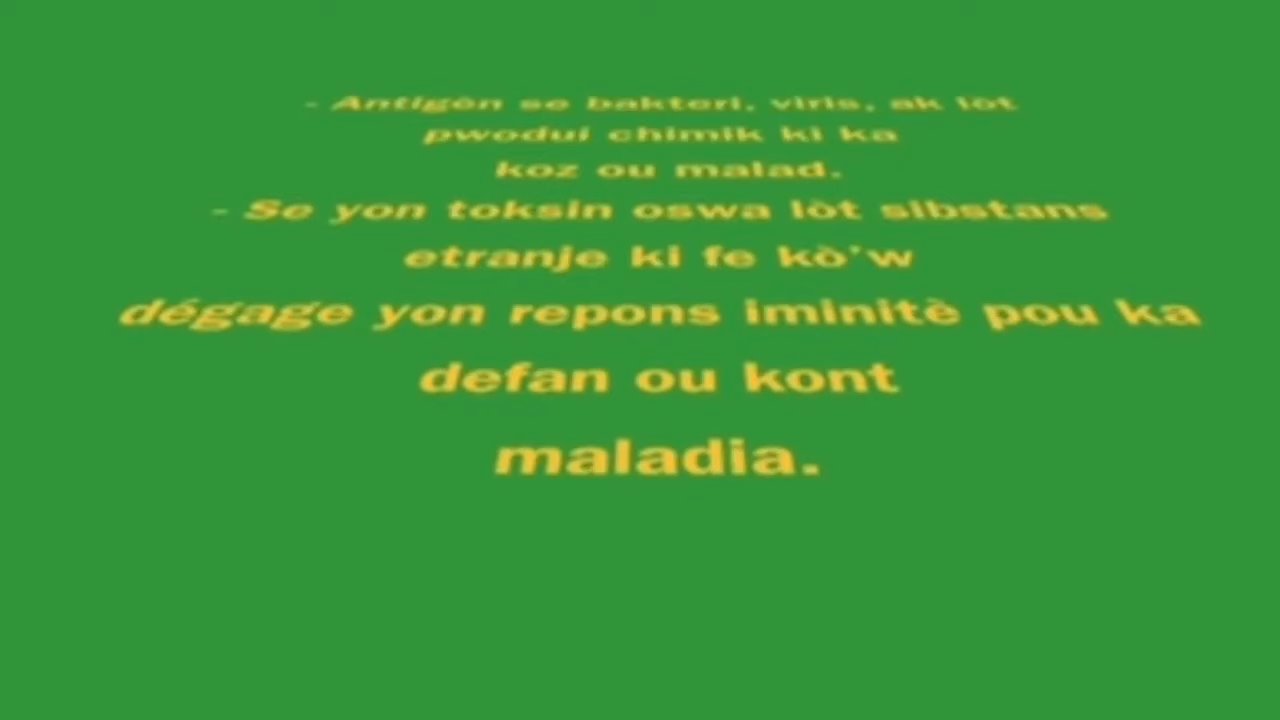 - Antigèn se bakteri, viris, ak lòt
pwodui chimik ki ka
koz ou malad.
- Se yon toksin oswa lòt sibstans
etranje ki fe kò'w
dégage yon repons iminitè pou ka
defan ou kont
maladia.